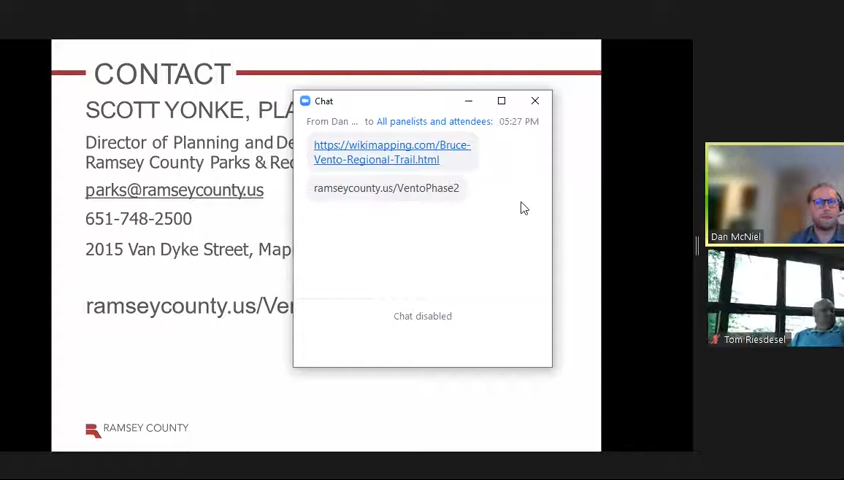 CONTACT
SCOTT YONKE, PLA
Director of Planning and De
Ramsey County Parks & Rec
parks@ramseycounty.us
651-748-2500
2015 Van Dyke Street, Map
ramseycounty.us/Ve
RAMSEY COUNTY
Chat
From Dan ... to All panelists and attendees: 05:27 PM
https://wikimapping.com/Bruce-
Vento-Regional-Trail.html
ramseycounty.us/VentoPhase2
Chat disabled
Dan McNiel
Tom Riesdesel